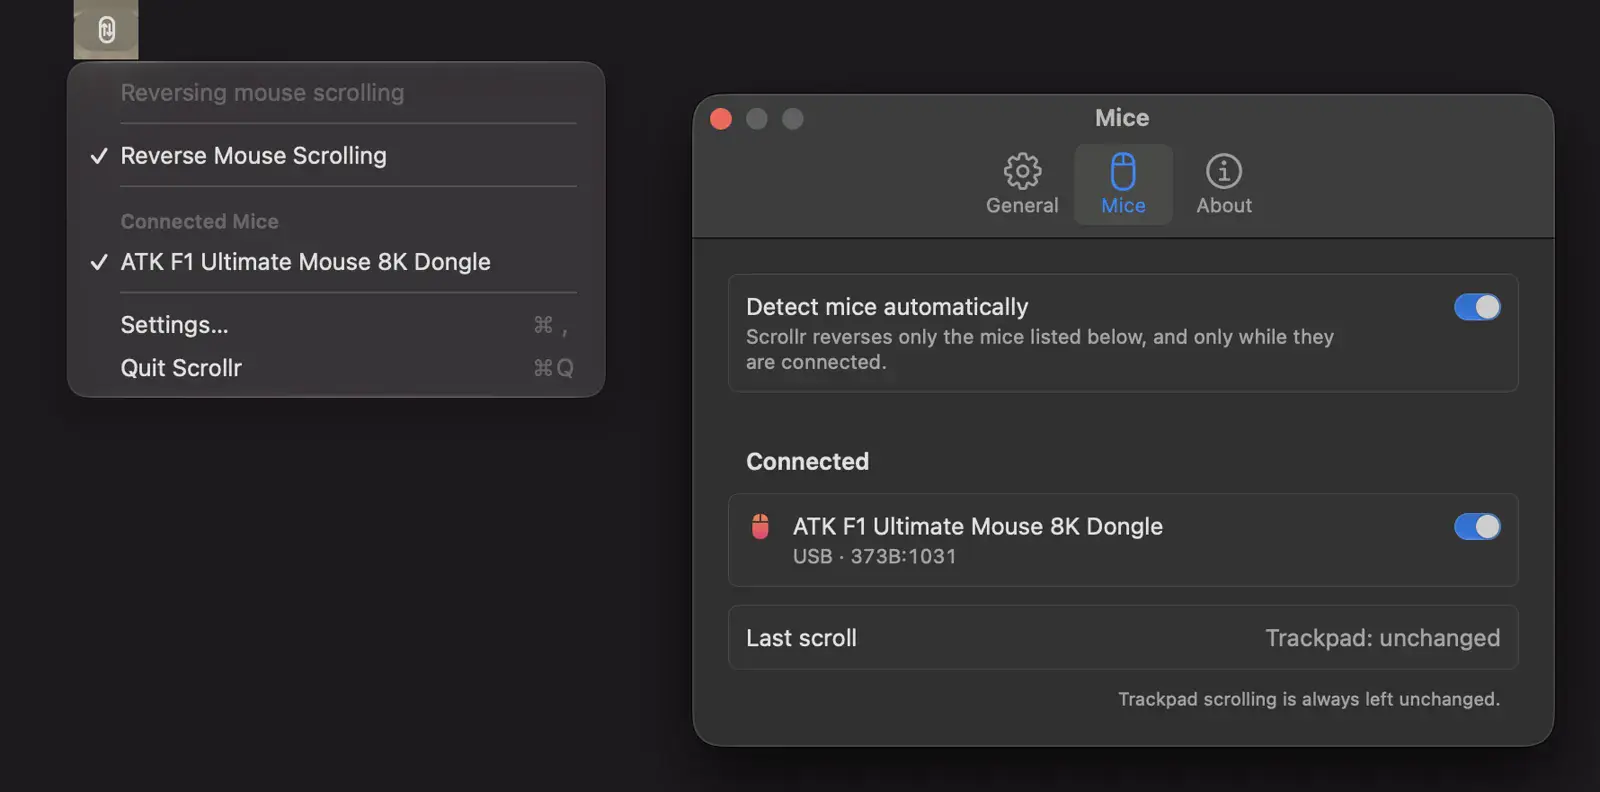 Reversing mouse scrolling
✓ Reverse Mouse Scrolling
Connected Mice
✓ ATK F1 Ultimate Mouse 8K Dongle
Settings... ⌘ ,
Quit Scrollr ⌘Q
Mice
General Mice About
Detect mice automatically
Scrollr reverses only the mice listed below, and only while they
are connected.
Connected
ATK F1 Ultimate Mouse 8K Dongle
USB · 373B:1031
Last scroll Trackpad: unchanged
Trackpad scrolling is always left unchanged.